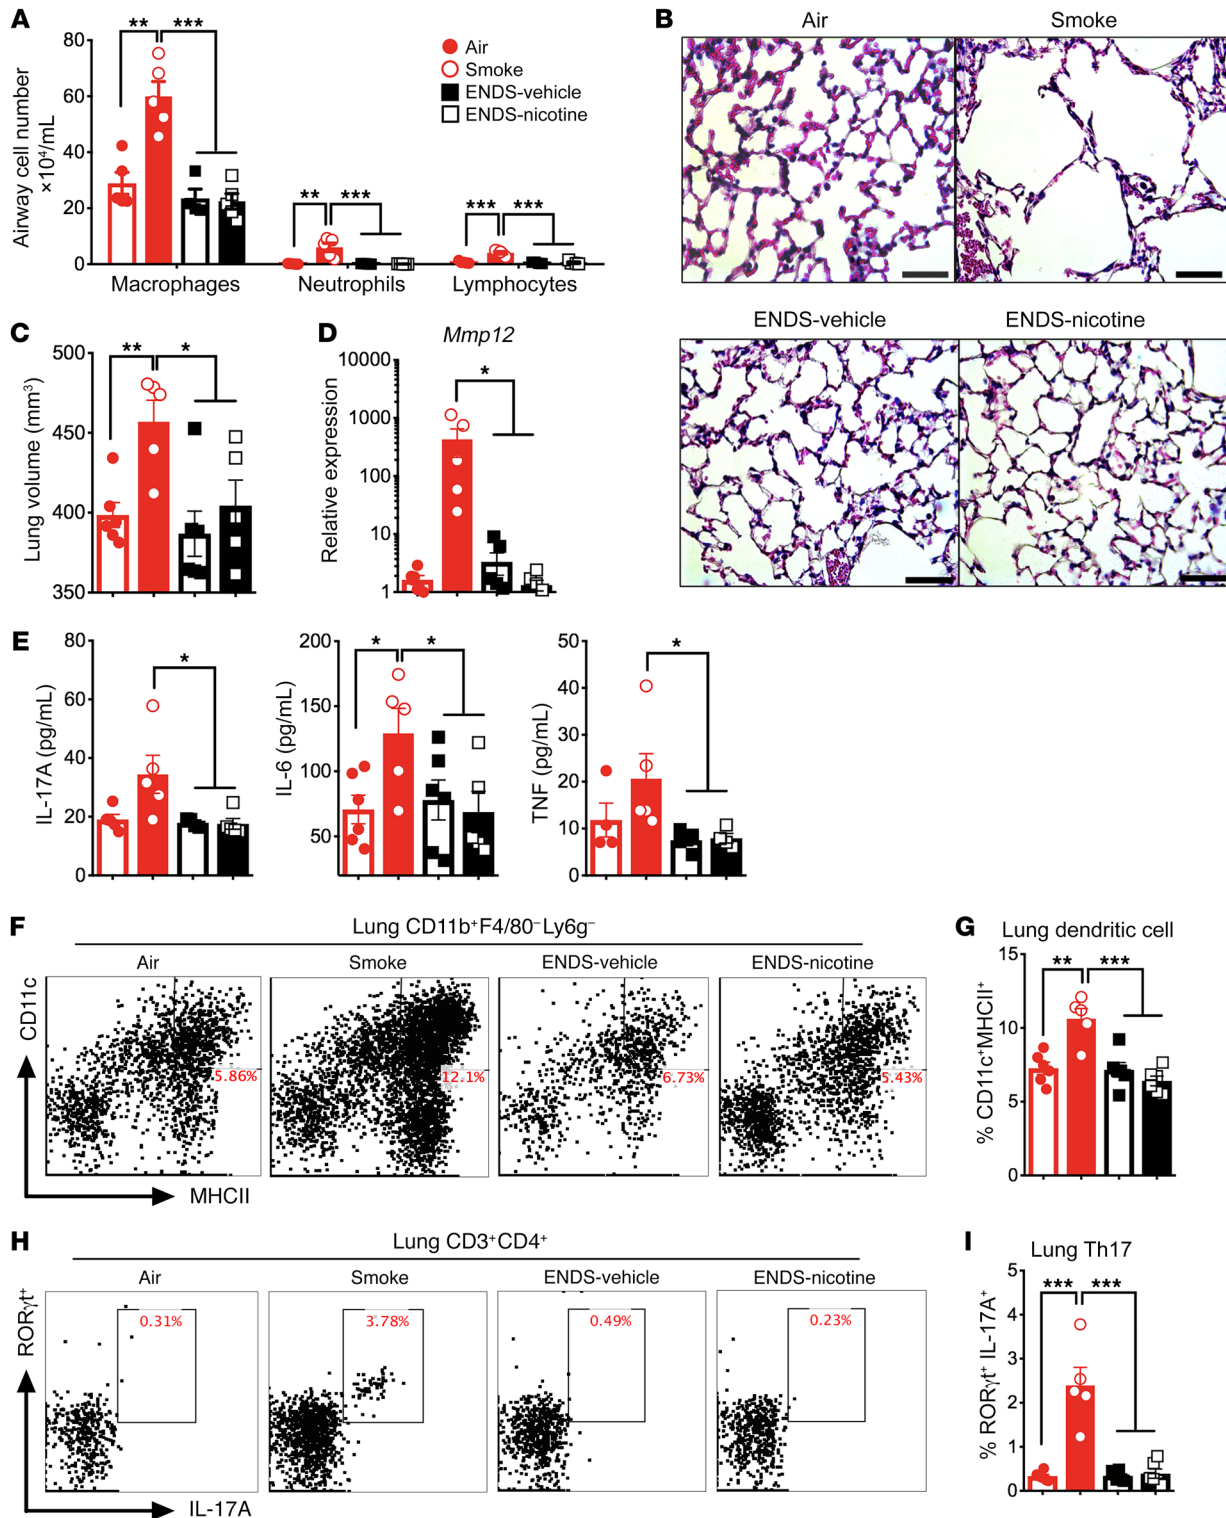 A
Airway cell number
×10⁴/mL
80
60
40
20
0
** ***
** ***
*** ***
Macrophages Neutrophils Lymphocytes
Air
Smoke
ENDS-vehicle
ENDS-nicotine
B
Air Smoke
ENDS-vehicle ENDS-nicotine
C
Lung volume (mm³)
500
450
400
350
** *
D
Mmp12
Relative expression
10000
1000
100
10
1
*
E
IL-17A (pg/mL)
80
60
40
20
0
*
IL-6 (pg/mL)
200
150
100
50
* *
TNF (pg/mL)
50
40
30
20
10
0
*
F
Lung CD11b⁺F4/80⁻Ly6g⁻
Air Smoke ENDS-vehicle ENDS-nicotine
CD11c
5.86% 12.1% 6.73% 5.43%
MHCII
G
Lung dendritic cell
% CD11c⁺MHCII⁺
15
10
5
0
** ***
H
Lung CD3⁺CD4⁺
Air Smoke ENDS-vehicle ENDS-nicotine
RORγt⁺
0.31% 3.78% 0.49% 0.23%
IL-17A
I
Lung Th17
% RORγt⁺ IL-17A⁺
5
4
3
2
1
0
*** ***